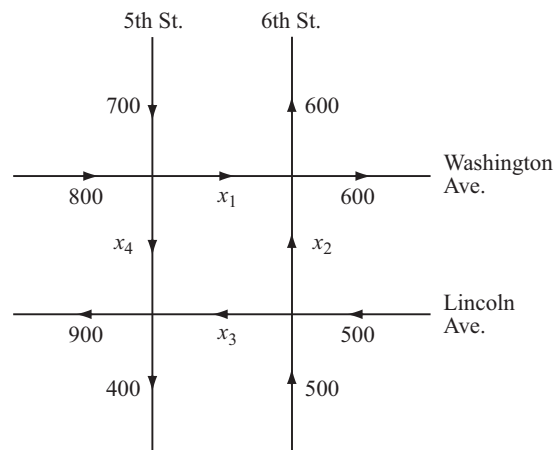 5th St. 6th St.
700 600
Washington
Ave.
800 x1 600
x4 x2
Lincoln
Ave.
900 x3 500
400 500